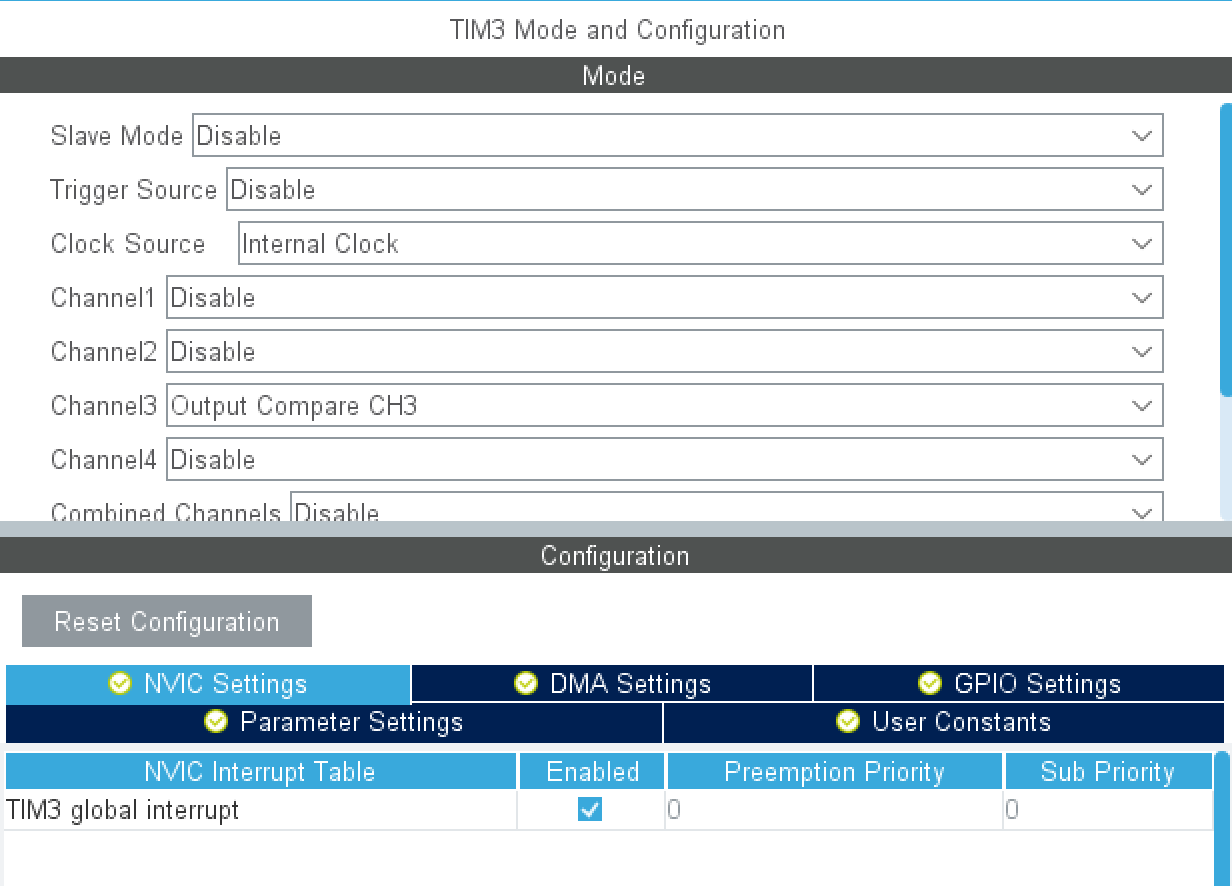 TIM3 Mode and Configuration
Mode
Slave Mode Disable
Trigger Source Disable
Clock Source Internal Clock
Channel1 Disable
Channel2 Disable
Channel3 Output Compare CH3
Channel4 Disable
Combined Channels Disable
Configuration
Reset Configuration
NVIC Settings DMA Settings GPIO Settings
Parameter Settings User Constants
NVIC Interrupt Table Enabled Preemption Priority Sub Priority
TIM3 global interrupt 0 0